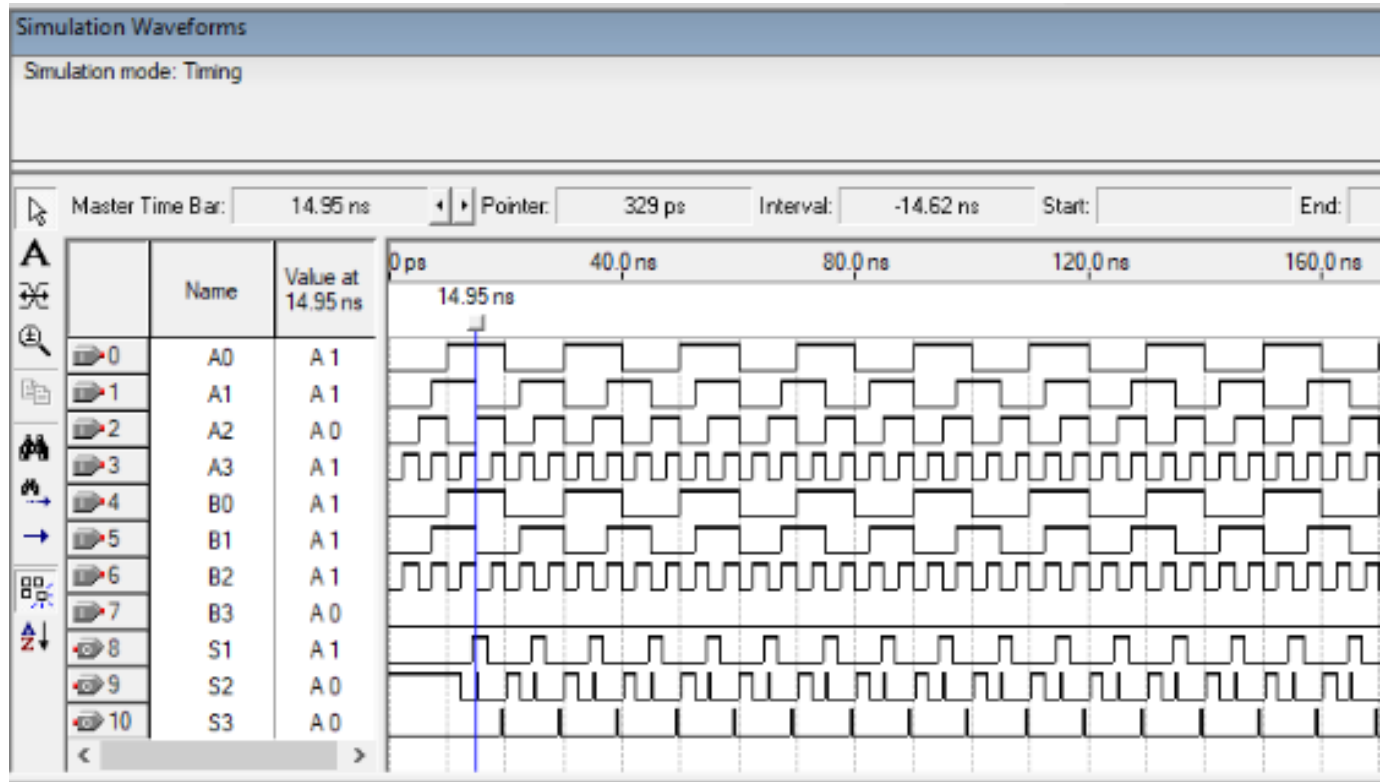 Simulation Waveforms
Simulation mode: Timing
Master Time Bar: 14.95 ns Pointer: 329 ps Interval: -14.62 ns Start: End:
Name Value at 14.95 ns 0 ps 40.0 ns 80.0 ns 120.0 ns 160.0 ns
14.95 ns
0 A0 A 1
1 A1 A 1
2 A2 A 0
3 A3 A 1
4 B0 A 1
5 B1 A 1
6 B2 A 1
7 B3 A 0
8 S1 A 1
9 S2 A 0
10 S3 A 0